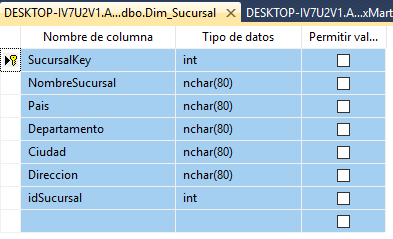 DESKTOP-IV7U2V1.A...dbo.Dim_Sucursal DESKTOP-IV7U2V1.A...xMart
Nombre de columna Tipo de datos Permitir val...
SucursalKey int
NombreSucursal nchar(80)
Pais nchar(80)
Departamento nchar(80)
Ciudad nchar(80)
Direccion nchar(80)
idSucursal int